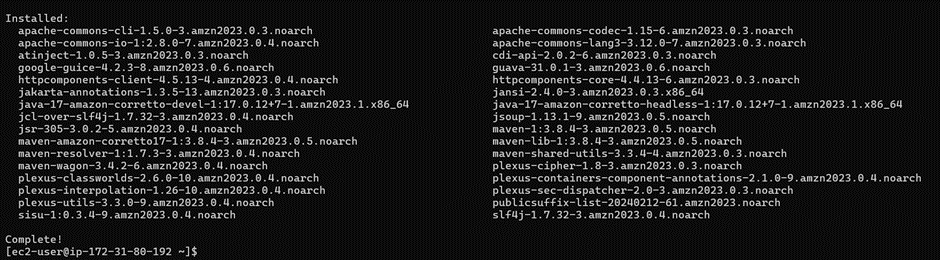 Installed:
apache-commons-cli-1.5.0-3.amzn2023.0.3.noarch apache-commons-codec-1.15-6.amzn2023.0.3.noarch
apache-commons-io-1:2.8.0-7.amzn2023.0.4.noarch apache-commons-lang3-3.12.0-7.amzn2023.0.3.noarch
atinject-1.0.5-3.amzn2023.0.3.noarch cdi-api-2.0.2-6.amzn2023.0.3.noarch
google-guice-4.2.3-8.amzn2023.0.6.noarch guava-31.0.1-3.amzn2023.0.6.noarch
httpcomponents-client-4.5.13-4.amzn2023.0.4.noarch httpcomponents-core-4.4.13-6.amzn2023.0.3.noarch
jakarta-annotations-1.3.5-13.amzn2023.0.3.noarch jansi-2.4.0-3.amzn2023.0.3.x86_64
java-17-amazon-corretto-devel-1:17.0.12+7-1.amzn2023.1.x86_64 java-17-amazon-corretto-headless-1:17.0.12+7-1.amzn2023.1.x86_64
jcl-over-slf4j-1.7.32-3.amzn2023.0.4.noarch jsoup-1.13.1-9.amzn2023.0.5.noarch
jsr-305-3.0.2-5.amzn2023.0.4.noarch maven-1:3.8.4-3.amzn2023.0.5.noarch
maven-amazon-corretto17-1:3.8.4-3.amzn2023.0.5.noarch maven-lib-1:3.8.4-3.amzn2023.0.5.noarch
maven-resolver-1:1.7.3-3.amzn2023.0.4.noarch maven-shared-utils-3.3.4-4.amzn2023.0.3.noarch
maven-wagon-3.4.2-6.amzn2023.0.4.noarch plexus-cipher-1.8-3.amzn2023.0.3.noarch
plexus-classworlds-2.6.0-10.amzn2023.0.4.noarch plexus-containers-component-annotations-2.1.0-9.amzn2023.0.4.noarch
plexus-interpolation-1.26-10.amzn2023.0.4.noarch plexus-sec-dispatcher-2.0-3.amzn2023.0.3.noarch
plexus-utils-3.3.0-9.amzn2023.0.4.noarch publicsuffix-list-20240212-61.amzn2023.noarch
sisu-1:0.3.4-9.amzn2023.0.4.noarch slf4j-1.7.32-3.amzn2023.0.4.noarch
Complete!
[ec2-user@ip-172-31-80-192 ~]$